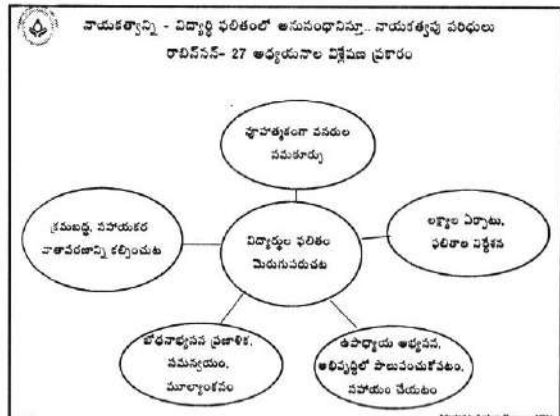 నాయకత్వాన్ని - విద్యార్థి ఫలితంలో అనుసంధానిస్తూ.. నాయకత్వపు పరిధులు
రాబిన్‌సన్- 27 అధ్యయనాల విశ్లేషణ ప్రకారం
వ్యూహాత్మకంగా వనరుల
సమకూర్పు
క్రమబద్ధ, సహాయకర
వాతావరణాన్ని కల్పించుట
విద్యార్థుల ఫలితం
మెరుగుపరుచట
లక్ష్యాల ఏర్పాటు,
ఫలితాల నిర్దేశన
బోధనాభ్యసన ప్రణాళిక,
సమన్వయం,
మూల్యాంకనం
ఉపాధ్యాయ అభ్యసన,
అభివృద్ధిలో పాలుపంచుకోవటం,
సహాయం చేయటం